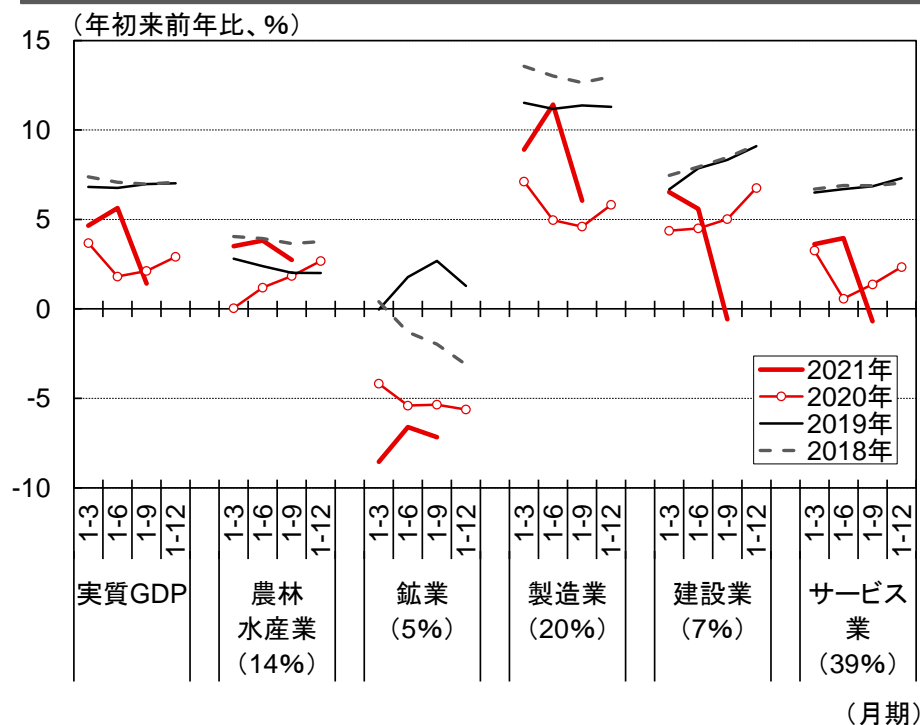 （年初来前年比、%）
15
10
5
0
-5
-10
2021年
2020年
2019年
2018年
1-3 1-6 1-9 1-12 1-3 1-6 1-9 1-12 1-3 1-6 1-9 1-12 1-3 1-6 1-9 1-12 1-3 1-6 1-9 1-12 1-3 1-6 1-9 1-12
実質GDP
農林
水産業
（14%）
鉱業
（5%）
製造業
（20%）
建設業
（7%）
サービス
業
（39%）
（月期）